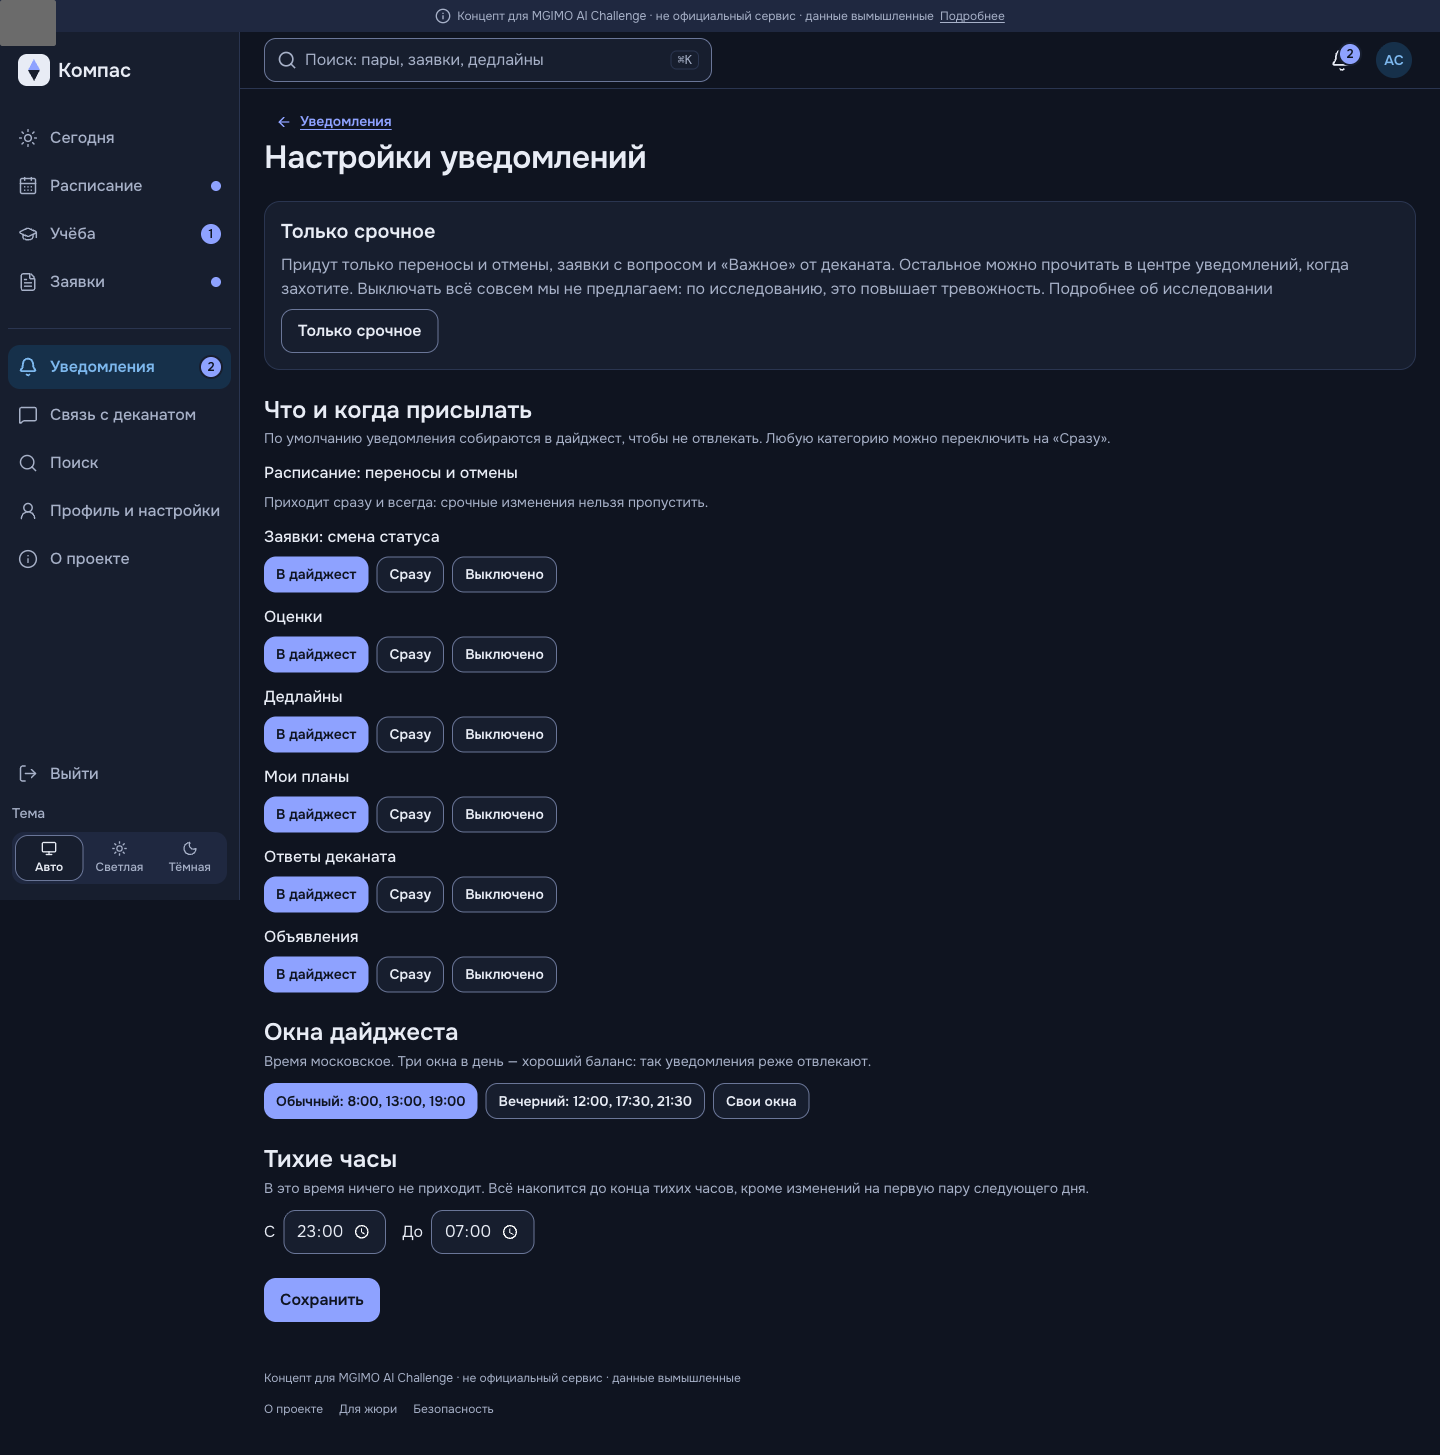 Концепт для MGIMO AI Challenge · не официальный сервис · данные вымышленные Подробнее
Компас
Поиск: пары, заявки, дедлайны
⌘K
2
АС
Сегодня
Расписание
Учёба
1
Заявки
Уведомления
2
Связь с деканатом
Поиск
Профиль и настройки
О проекте
Выйти
Тема
Авто
Светлая
Тёмная
Уведомления
Настройки уведомлений
Только срочное
Придут только переносы и отмены, заявки с вопросом и «Важное» от деканата. Остальное можно прочитать в центре уведомлений, когда
захотите. Выключать всё совсем мы не предлагаем: по исследованию, это повышает тревожность. Подробнее об исследовании
Только срочное
Что и когда присылать
По умолчанию уведомления собираются в дайджест, чтобы не отвлекать. Любую категорию можно переключить на «Сразу».
Расписание: переносы и отмены
Приходит сразу и всегда: срочные изменения нельзя пропустить.
Заявки: смена статуса
В дайджест Сразу Выключено
Оценки
В дайджест Сразу Выключено
Дедлайны
В дайджест Сразу Выключено
Мои планы
В дайджест Сразу Выключено
Ответы деканата
В дайджест Сразу Выключено
Объявления
В дайджест Сразу Выключено
Окна дайджеста
Время московское. Три окна в день — хороший баланс: так уведомления реже отвлекают.
Обычный: 8:00, 13:00, 19:00 Вечерний: 12:00, 17:30, 21:30 Свои окна
Тихие часы
В это время ничего не приходит. Всё накопится до конца тихих часов, кроме изменений на первую пару следующего дня.
С 23:00 До 07:00
Сохранить
Концепт для MGIMO AI Challenge · не официальный сервис · данные вымышленные
О проекте Для жюри Безопасность